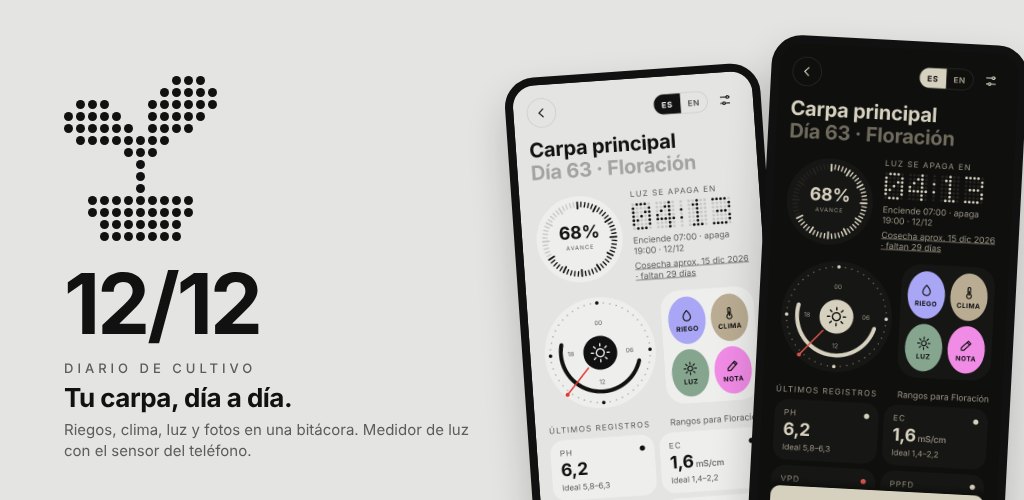 12/12
DIARIO DE CULTIVO
Tu carpa, día a día.
Riegos, clima, luz y fotos en una bitácora. Medidor de luz
con el sensor del teléfono.
ES EN
Carpa principal
Día 63 · Floración
LUZ SE APAGA EN
04:13
68%
AVANCE
Enciende 07:00 · apaga
19:00 · 12/12
Cosecha aprox. 15 dic 2026
· faltan 29 días
00
18
06
12
RIEGO
CLIMA
LUZ
NOTA
ÚLTIMOS REGISTROS
Rangos para Floració
PH
6,2
Ideal 5,8–6,3
EC
1,6 mS/cm
Ideal 1,4–2,2
ES EN
Carpa principal
Día 63 · Floración
LUZ SE APAGA EN
04:13
68%
AVANCE
Enciende 07:00 · apaga
19:00 · 12/12
Cosecha aprox. 15 dic 2026
· faltan 29 días
00
18
06
12
RIEGO
CLIMA
LUZ
NOTA
ÚLTIMOS REGISTROS
Rangos para Floración
PH
6,2
Ideal 5,8–6,3
EC
1,6 mS/cm
Ideal 1,4–2,2
VPD
PPFD